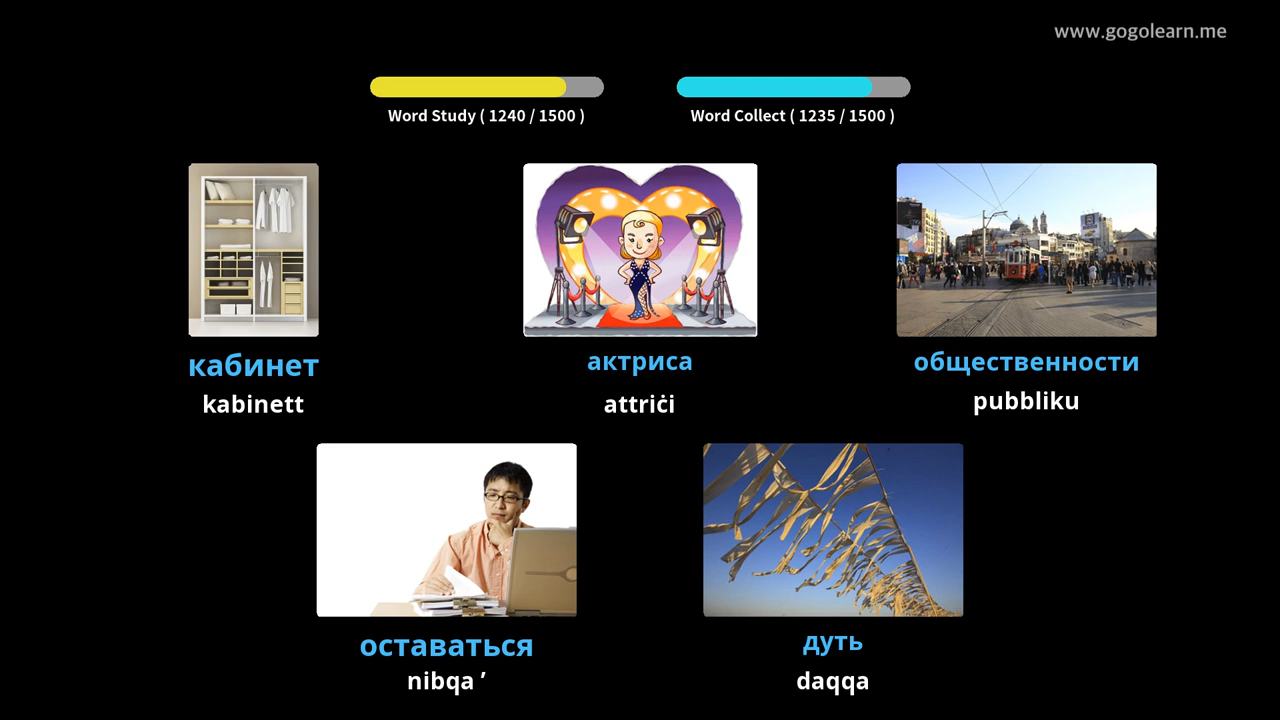 www.gogolearn.me
Word Study ( 1240 / 1500 )
Word Collect ( 1235 / 1500 )
кабинет
kabinett
актриса
attriċi
общественности
pubbliku
оставаться
nibqa ’
дуть
daqqa